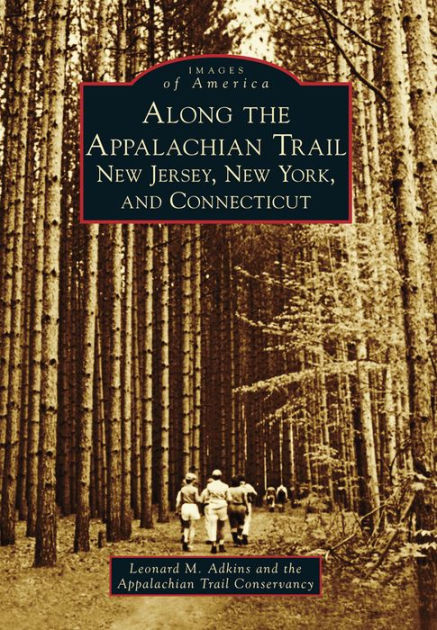 IMAGES
of America
ALONG THE
APPALACHIAN TRAIL
NEW JERSEY, NEW YORK,
AND CONNECTICUT
Leonard M. Adkins and the
Appalachian Trail Conservancy